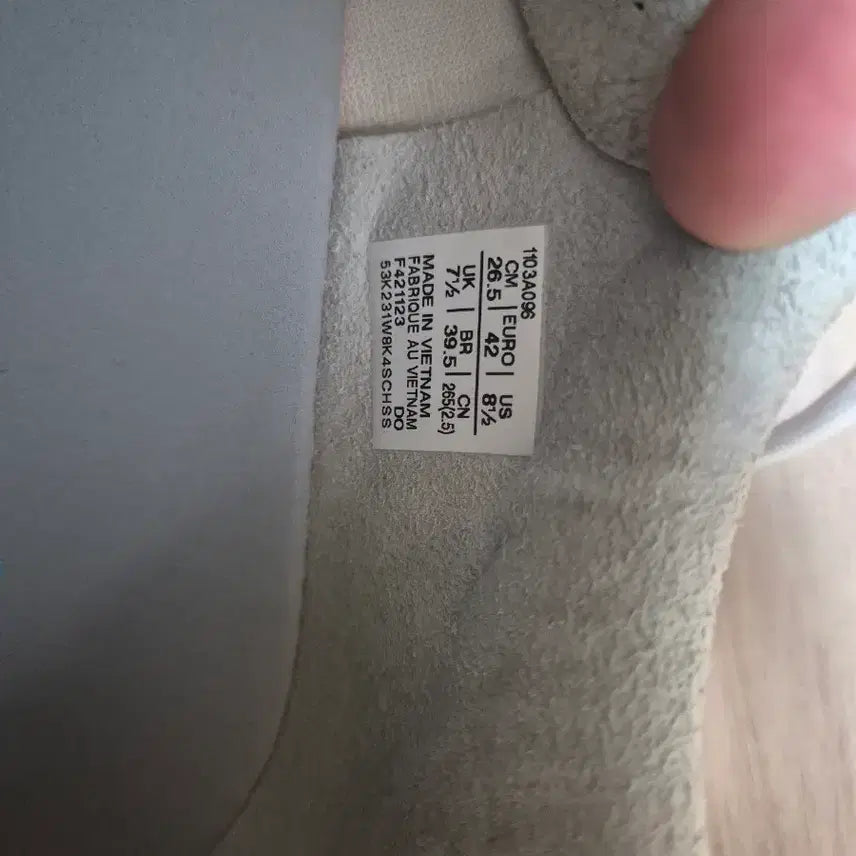 1103A096
CM | EURO | US
26.5 | 42 | 8½
UK | BR | CN
7½ | 39.5 | 265(2.5)
MADE IN VIETNAM
FABRIQUE AU VIETNAM
F421123 DO
53K231W8K4SCHSS